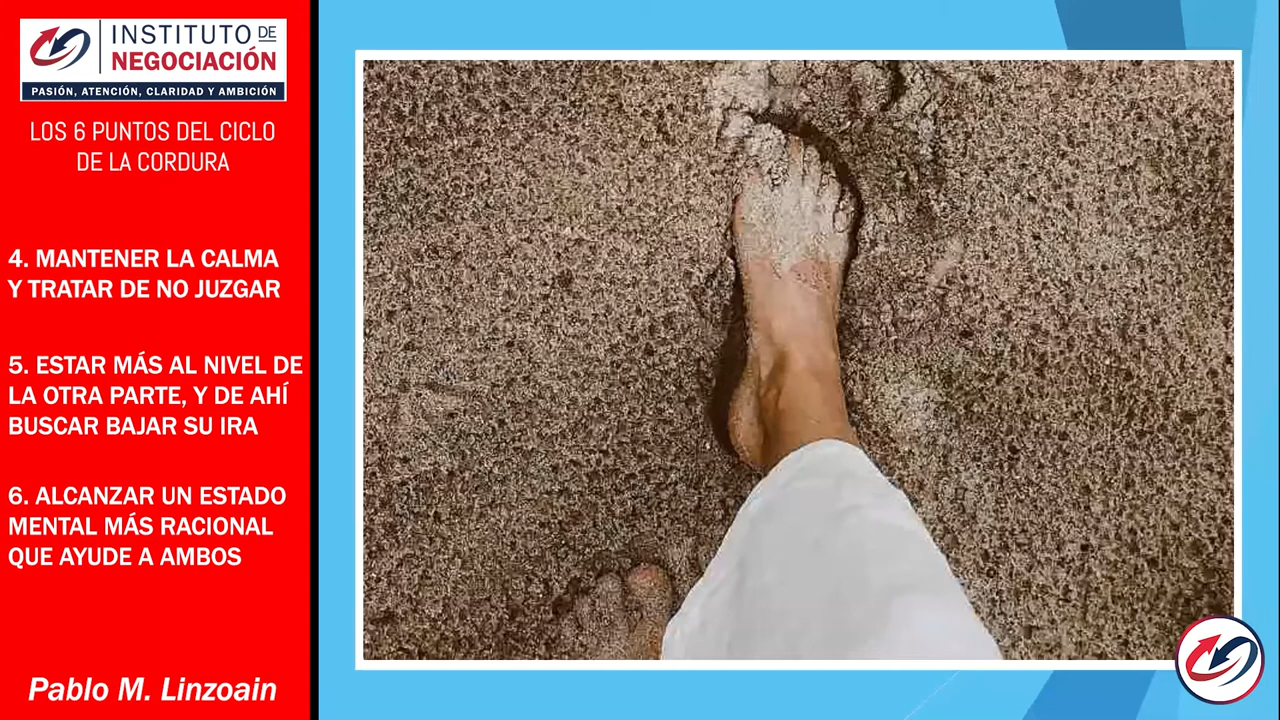 INSTITUTO DE
NEGOCIACIÓN
PASIÓN, ATENCIÓN, CLARIDAD Y AMBICIÓN
LOS 6 PUNTOS DEL CICLO
DE LA CORDURA
4. MANTENER LA CALMA
Y TRATAR DE NO JUZGAR
5. ESTAR MÁS AL NIVEL DE
LA OTRA PARTE, Y DE AHÍ
BUSCAR BAJAR SU IRA
6. ALCANZAR UN ESTADO
MENTAL MÁS RACIONAL
QUE AYUDE A AMBOS
Pablo M. Linzoain